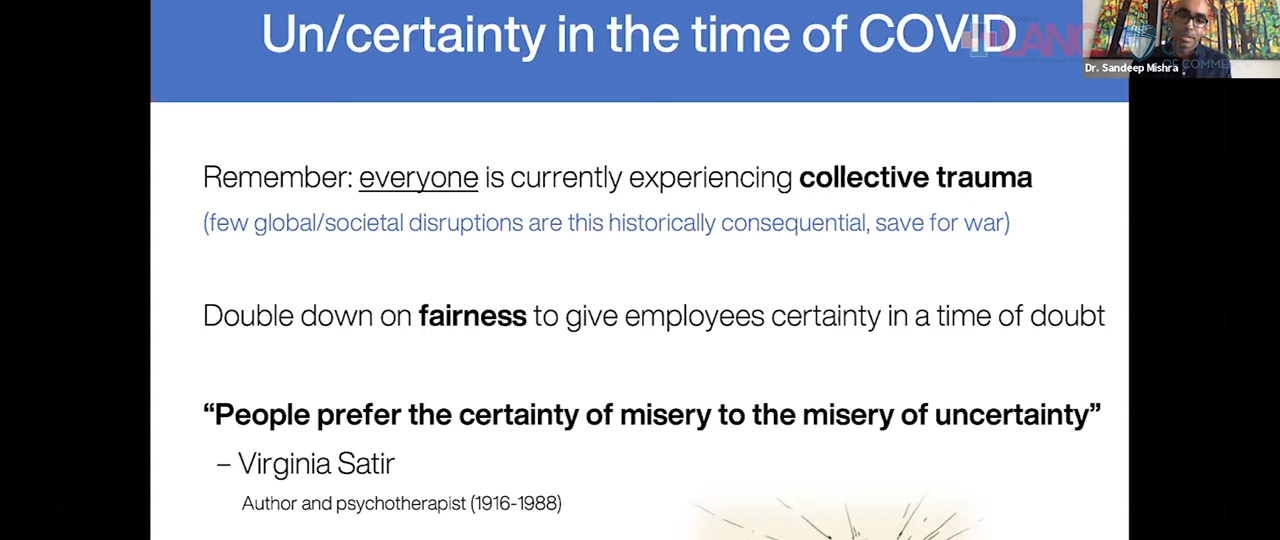 Un/certainty in the time of COVID
LANG
OF COMMERCE
Dr. Sandeep Mishra
Remember: everyone is currently experiencing collective trauma
(few global/societal disruptions are this historically consequential, save for war)
Double down on fairness to give employees certainty in a time of doubt
“People prefer the certainty of misery to the misery of uncertainty”
– Virginia Satir
Author and psychotherapist (1916-1988)